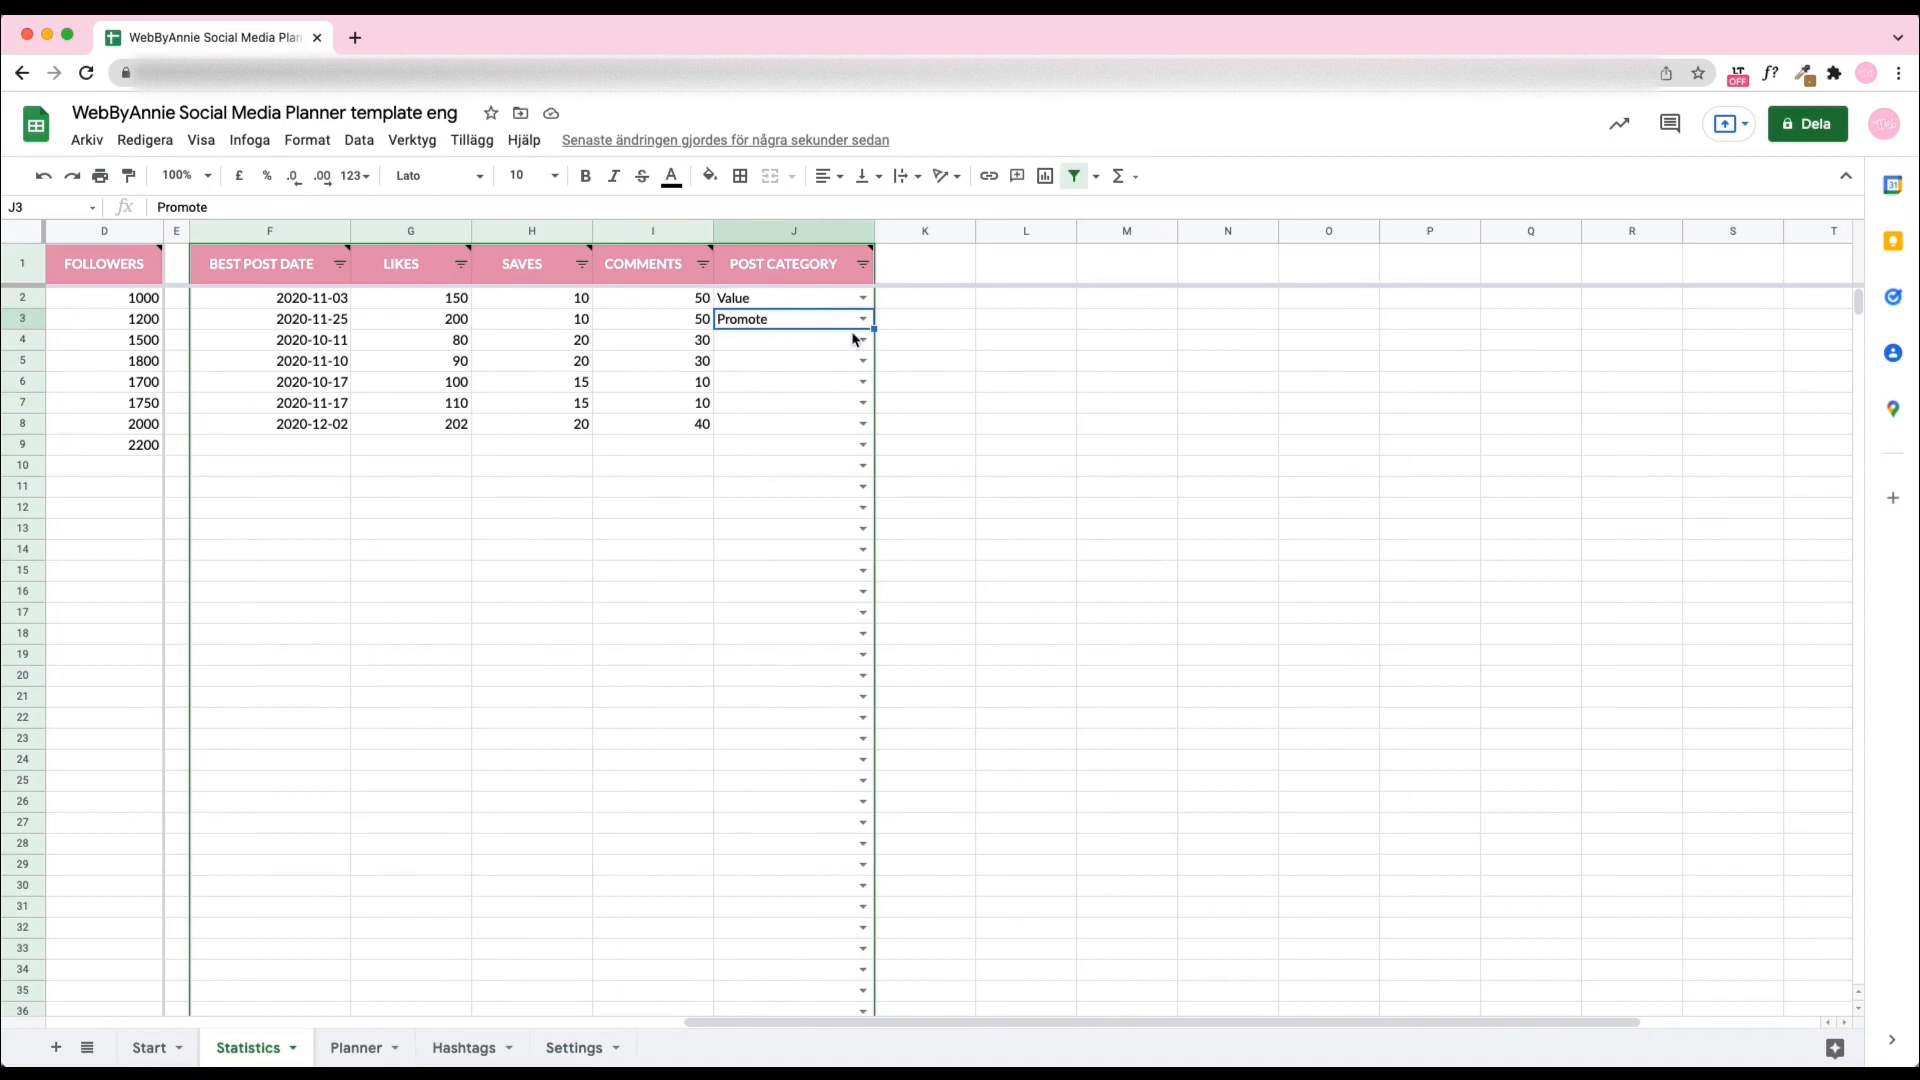 WebByAnnie Social Media Plan
WebByAnnie Social Media Planner template eng
Arkiv Redigera Visa Infoga Format Data Verktyg Tillägg Hjälp Senaste ändringen gjordes för några sekunder sedan
Dela
100% £ % .0 .00 123 Lato 10 B I S A Σ
J3 fx Promote
D E F G H I J K L M N O P Q R S T
1 FOLLOWERS BEST POST DATE LIKES SAVES COMMENTS POST CATEGORY
2 1000 2020-11-03 150 10 50 Value
3 1200 2020-11-25 200 10 50 Promote
4 1500 2020-10-11 80 20 30
5 1800 2020-11-10 90 20 30
6 1700 2020-10-17 100 15 10
7 1750 2020-11-17 110 15 10
8 2000 2020-12-02 202 20 40
9 2200
10
11
12
13
14
15
16
17
18
19
20
21
22
23
24
25
26
27
28
29
30
31
32
33
34
35
36
Start Statistics Planner Hashtags Settings
LT OFF f?
31